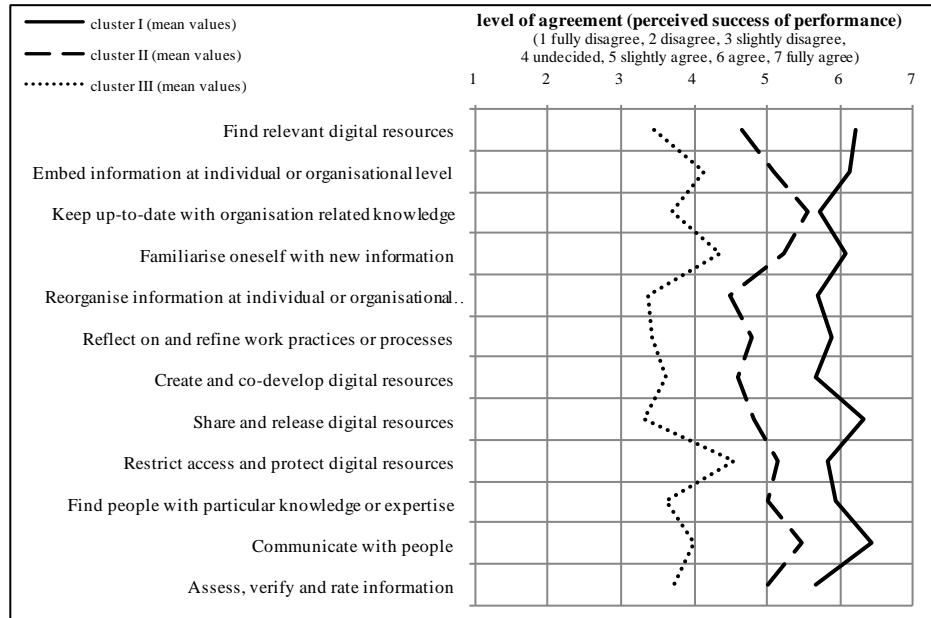 cluster I (mean values)
cluster II (mean values)
cluster III (mean values)
level of agreement (perceived success of performance)
(1 fully disagree, 2 disagree, 3 slightly disagree,
4 undecided, 5 slightly agree, 6 agree, 7 fully agree)
1 2 3 4 5 6 7
Find relevant digital resources
Embed information at individual or organisational level
Keep up-to-date with organisation related knowledge
Familiarise oneself with new information
Reorganise information at individual or organisational..
Reflect on and refine work practices or processes
Create and co-develop digital resources
Share and release digital resources
Restrict access and protect digital resources
Find people with particular knowledge or expertise
Communicate with people
Assess, verify and rate information